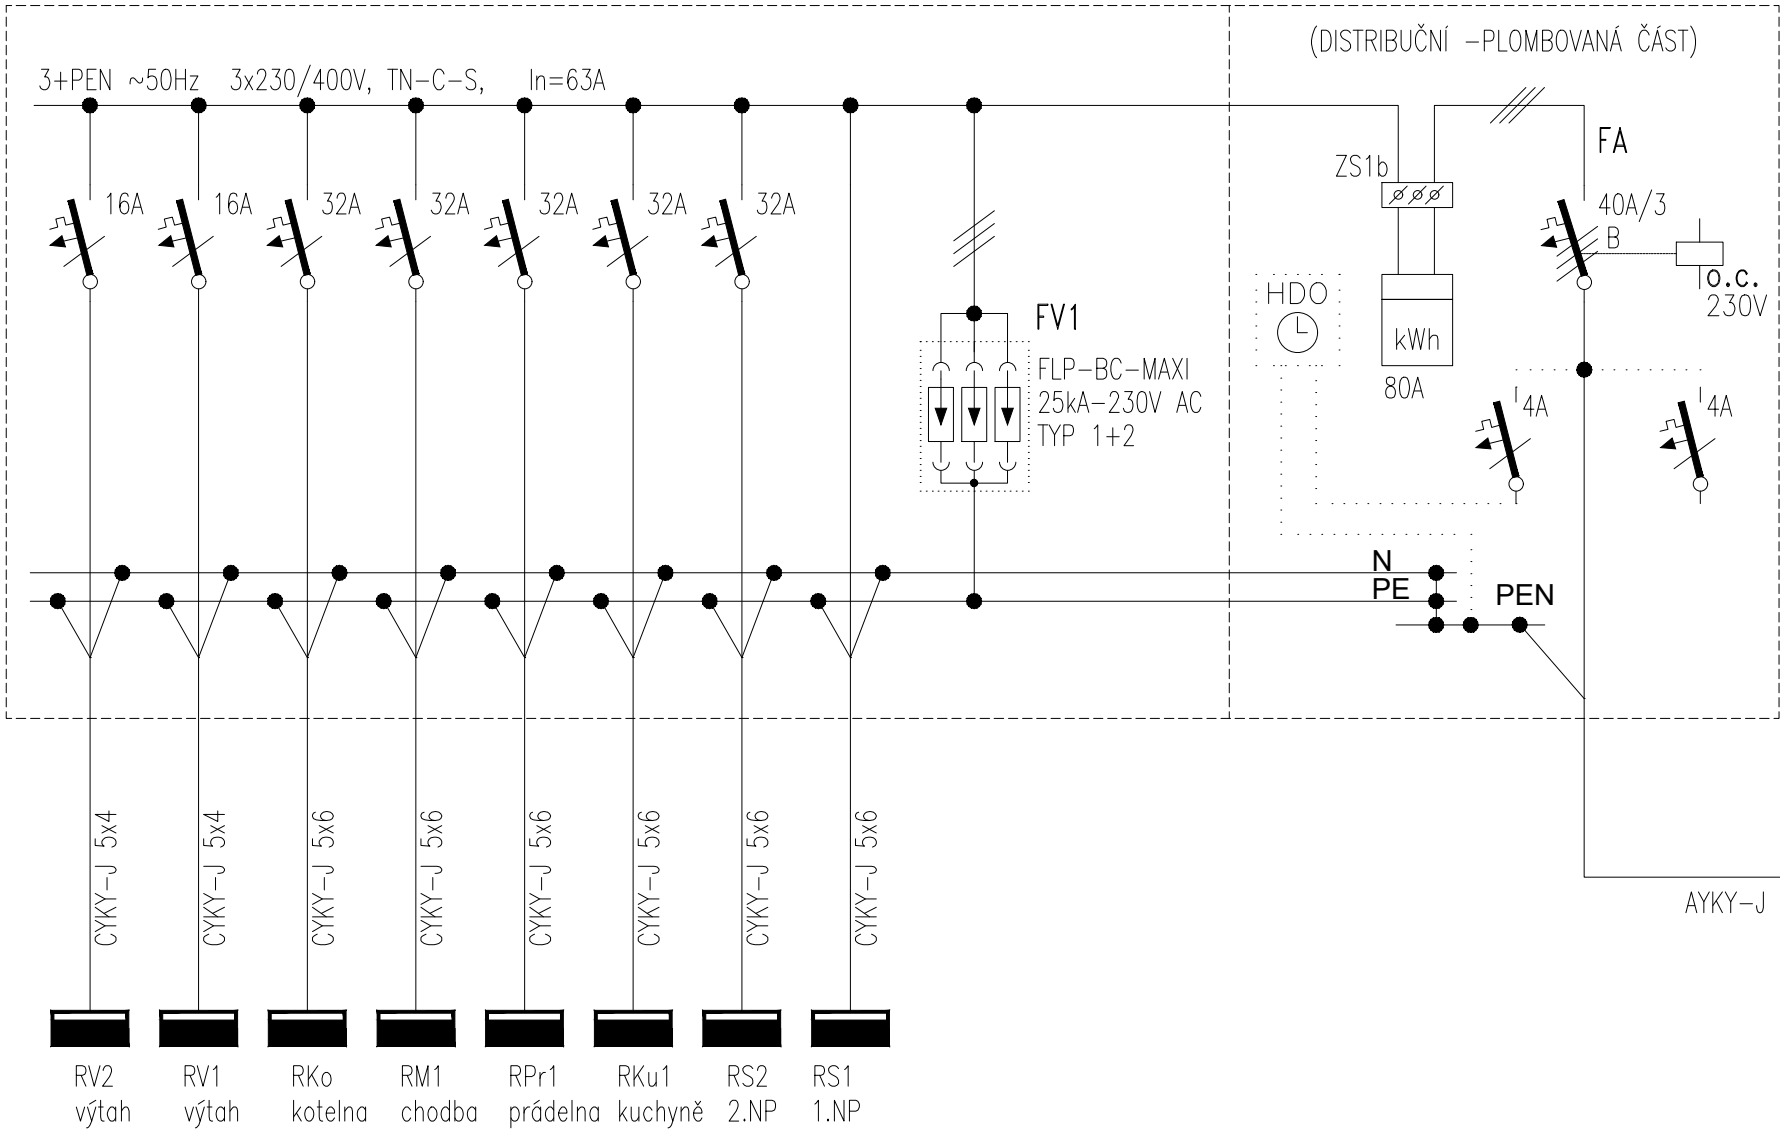 (DISTRIBUČNÍ -PLOMBOVANÁ ČÁST)
3+PEN ~50Hz 3x230/400V, TN-C-S, In=63A
FA
ZS1b
16A 16A 32A 32A 32A 32A 32A
40A/3
B
o.c.
230V
HDO
kWh
80A
FV1
FLP-BC-MAXI
25kA-230V AC
TYP 1+2
4A 4A
N
PE
PEN
CYKY-J 5x4
CYKY-J 5x4
CYKY-J 5x6
CYKY-J 5x6
CYKY-J 5x6
CYKY-J 5x6
CYKY-J 5x6
CYKY-J 5x6
AYKY-J
RV2 RV1 RKo RM1 RPr1 RKu1 RS2 RS1
výtah výtah kotelna chodba prádelna kuchyně 2.NP 1.NP